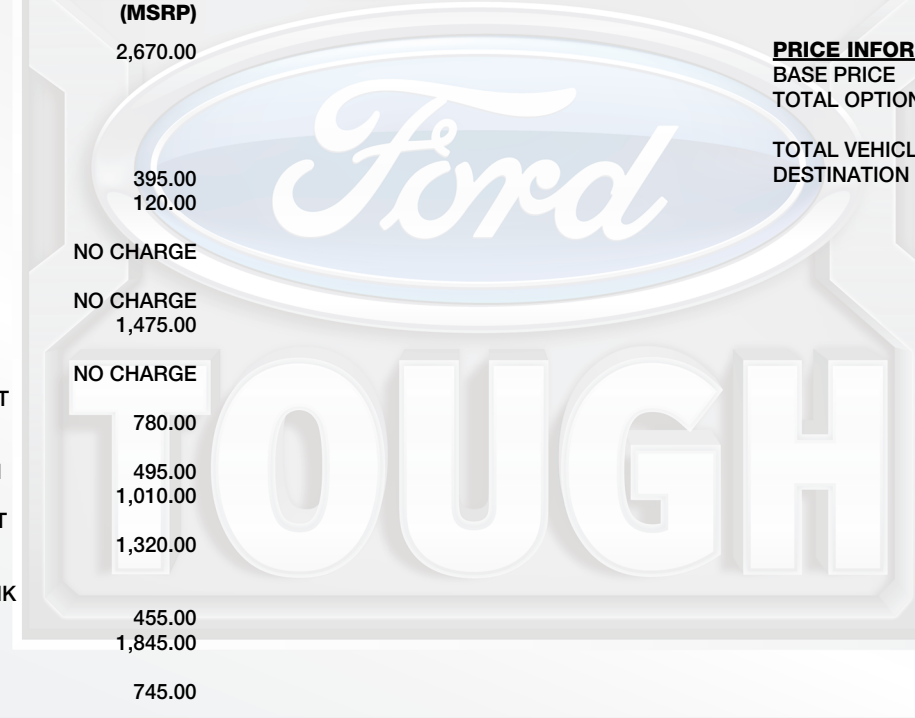 (MSRP)
2,670.00
395.00
120.00
NO CHARGE
NO CHARGE
1,475.00
NO CHARGE
T
780.00
495.00
1,010.00
T
1,320.00
IK
455.00
1,845.00
745.00
PRICE INFOR
BASE PRICE
TOTAL OPTION
TOTAL VEHICL
DESTINATION
Ford
TOUGH